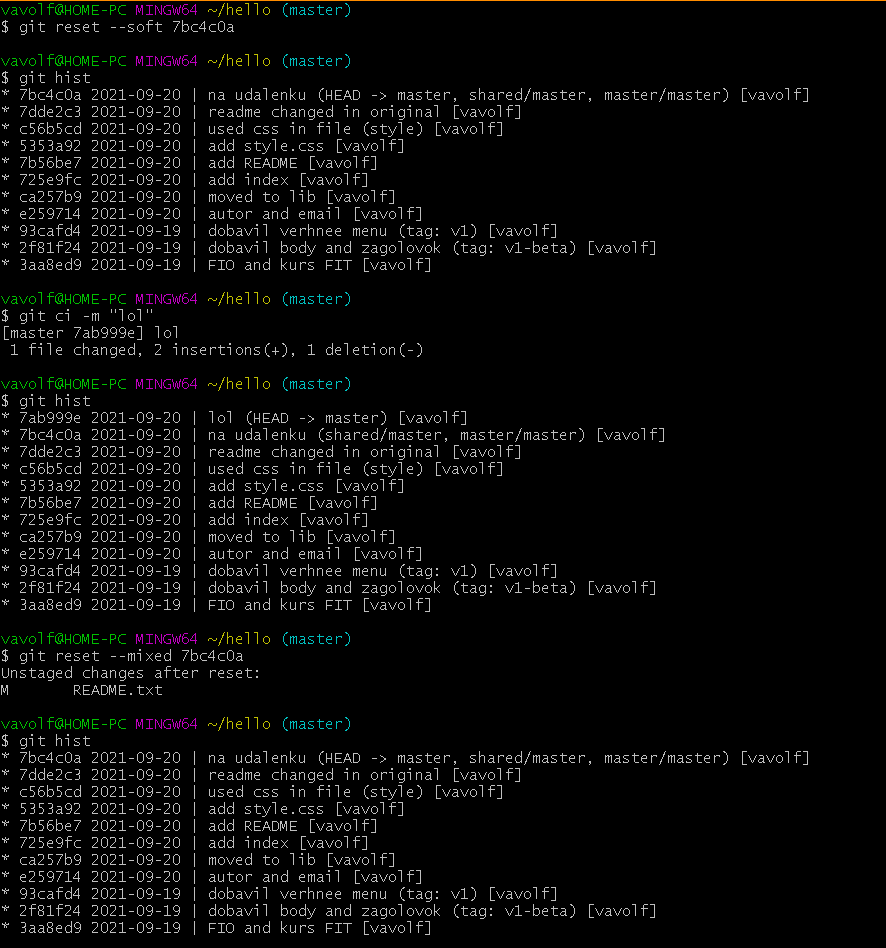 vavolf@HOME-PC MINGW64 ~/hello (master)
$ git reset --soft 7bc4c0a
vavolf@HOME-PC MINGW64 ~/hello (master)
$ git hist
* 7bc4c0a 2021-09-20 | na udalenku (HEAD -> master, shared/master, master/master) [vavolf]
* 7dde2c3 2021-09-20 | readme changed in original [vavolf]
* c56b5cd 2021-09-20 | used css in file (style) [vavolf]
* 5353a92 2021-09-20 | add style.css [vavolf]
* 7b56be7 2021-09-20 | add README [vavolf]
* 725e9fc 2021-09-20 | add index [vavolf]
* ca257b9 2021-09-20 | moved to lib [vavolf]
* e259714 2021-09-20 | autor and email [vavolf]
* 93cafd4 2021-09-19 | dobavil verhnee menu (tag: v1) [vavolf]
* 2f81f24 2021-09-19 | dobavil body and zagolovok (tag: v1-beta) [vavolf]
* 3aa8ed9 2021-09-19 | FIO and kurs FIT [vavolf]
vavolf@HOME-PC MINGW64 ~/hello (master)
$ git ci -m "lol"
[master 7ab999e] lol
 1 file changed, 2 insertions(+), 1 deletion(-)
vavolf@HOME-PC MINGW64 ~/hello (master)
$ git hist
* 7ab999e 2021-09-20 | lol (HEAD -> master) [vavolf]
* 7bc4c0a 2021-09-20 | na udalenku (shared/master, master/master) [vavolf]
* 7dde2c3 2021-09-20 | readme changed in original [vavolf]
* c56b5cd 2021-09-20 | used css in file (style) [vavolf]
* 5353a92 2021-09-20 | add style.css [vavolf]
* 7b56be7 2021-09-20 | add README [vavolf]
* 725e9fc 2021-09-20 | add index [vavolf]
* ca257b9 2021-09-20 | moved to lib [vavolf]
* e259714 2021-09-20 | autor and email [vavolf]
* 93cafd4 2021-09-19 | dobavil verhnee menu (tag: v1) [vavolf]
* 2f81f24 2021-09-19 | dobavil body and zagolovok (tag: v1-beta) [vavolf]
* 3aa8ed9 2021-09-19 | FIO and kurs FIT [vavolf]
vavolf@HOME-PC MINGW64 ~/hello (master)
$ git reset --mixed 7bc4c0a
Unstaged changes after reset:
M       README.txt
vavolf@HOME-PC MINGW64 ~/hello (master)
$ git hist
* 7bc4c0a 2021-09-20 | na udalenku (HEAD -> master, shared/master, master/master) [vavolf]
* 7dde2c3 2021-09-20 | readme changed in original [vavolf]
* c56b5cd 2021-09-20 | used css in file (style) [vavolf]
* 5353a92 2021-09-20 | add style.css [vavolf]
* 7b56be7 2021-09-20 | add README [vavolf]
* 725e9fc 2021-09-20 | add index [vavolf]
* ca257b9 2021-09-20 | moved to lib [vavolf]
* e259714 2021-09-20 | autor and email [vavolf]
* 93cafd4 2021-09-19 | dobavil verhnee menu (tag: v1) [vavolf]
* 2f81f24 2021-09-19 | dobavil body and zagolovok (tag: v1-beta) [vavolf]
* 3aa8ed9 2021-09-19 | FIO and kurs FIT [vavolf]